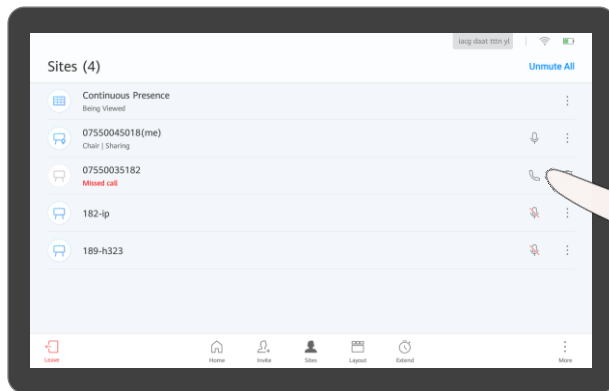 Sites (4)
Unmute All
Continuous Presence
Being Viewed
07550045018(me)
Chair | Sharing
07550035182
Missed call
182-ip
189-h323
Leave
Home
Invite
Sites
Layout
Extend
More